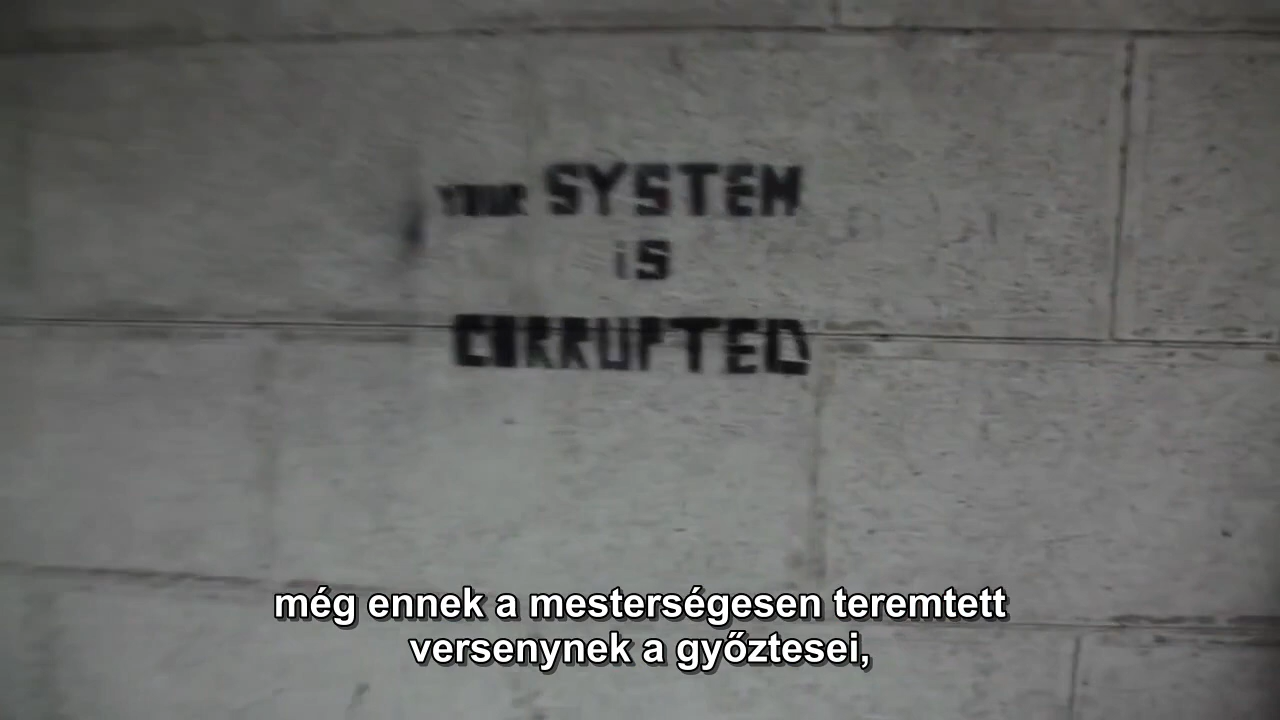 YOUR SYSTEM
iS
CORRUPTED
még ennek a mesterségesen teremtett
versenynek a győztesei,